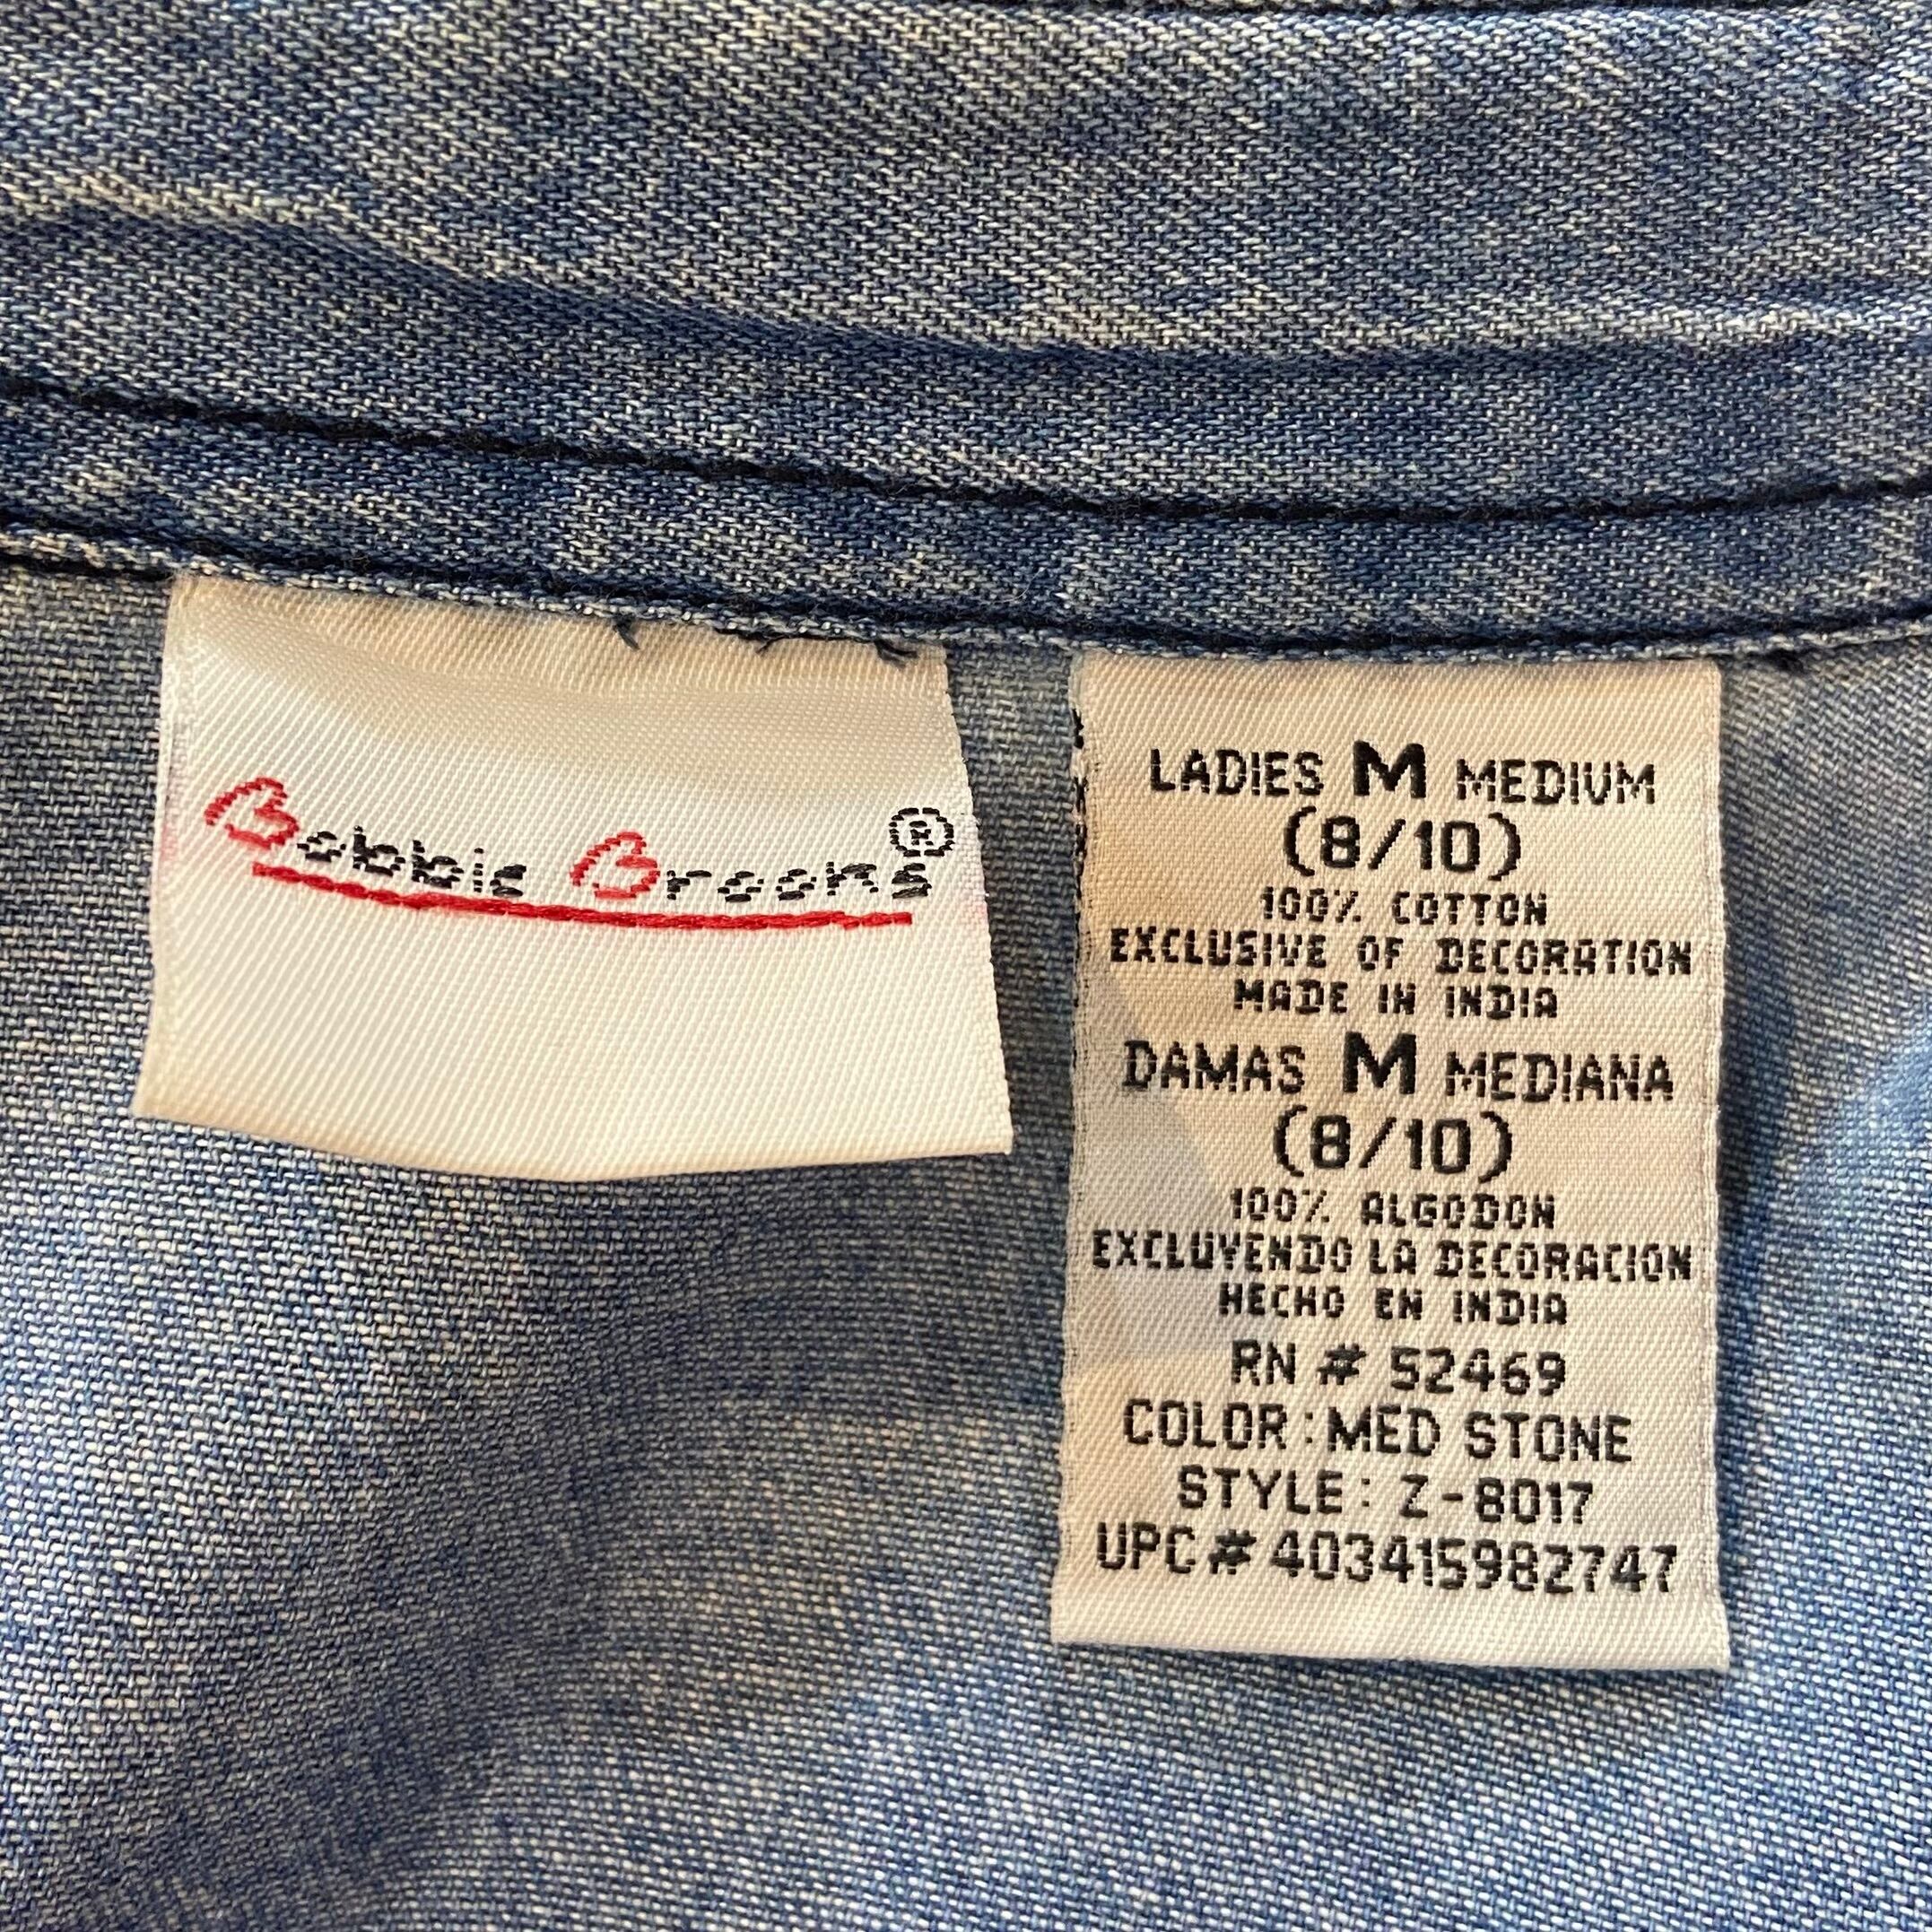 Bobbie Brooks®
LADIES M MEDIUM
(8/10)
100% COTTON
EXCLUSIVE OF DECORATION
MADE IN INDIA
DAMAS M MEDIANA
(8/10)
100% ALGODON
EXCLUYENDO LA DECORACION
HECHO EN INDIA
RN # 52469
COLOR : MED STONE
STYLE : Z-8017
UPC # 403415982747